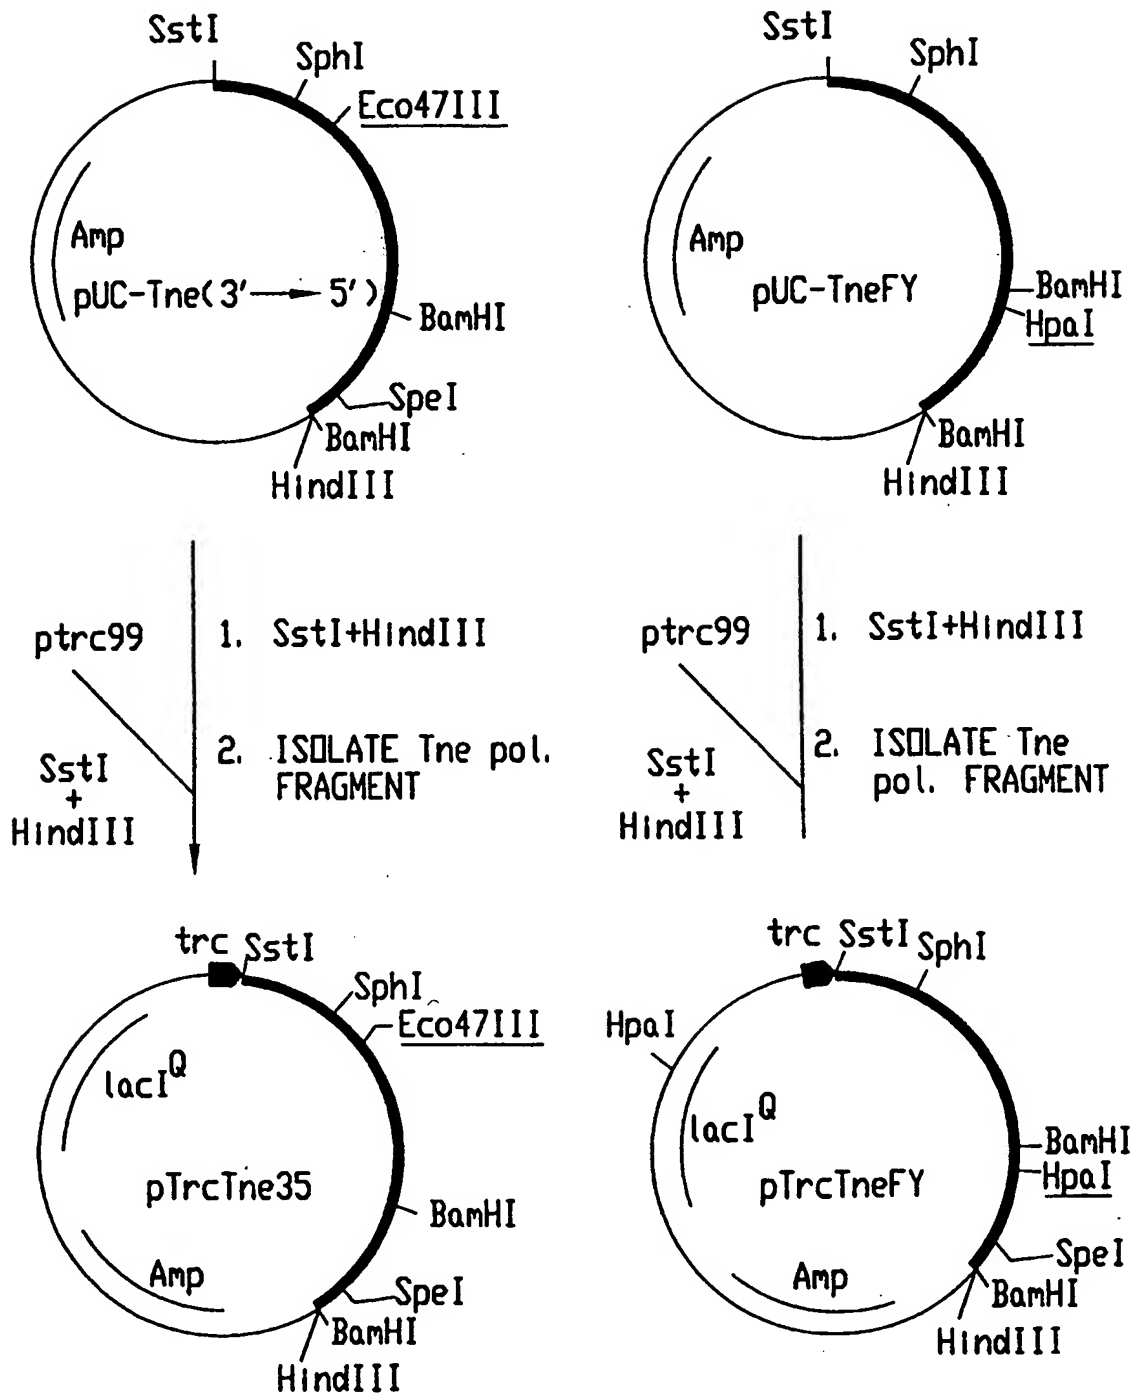 SstI
SphI
Eco47III
Amp
pUC-Tne(3' 5')
BamHI
SpeI
BamHI
HindIII
SstI
SphI
Amp
pUC-TneFY
BamHI
HpaI
BamHI
HindIII
ptrc99
1. SstI+HindIII
SstI
+
HindIII
2. ISOLATE Tne pol.
FRAGMENT
ptrc99
1. SstI+HindIII
SstI
+
HindIII
2. ISOLATE Tne
pol. FRAGMENT
trc
SstI
SphI
Eco47III
lacI^Q
pTrcTne35
BamHI
Amp
SpeI
BamHI
HindIII
trc
SstI
SphI
HpaI
lacI^Q
BamHI
pTrcTneFY
HpaI
Amp
SpeI
BamHI
HindIII